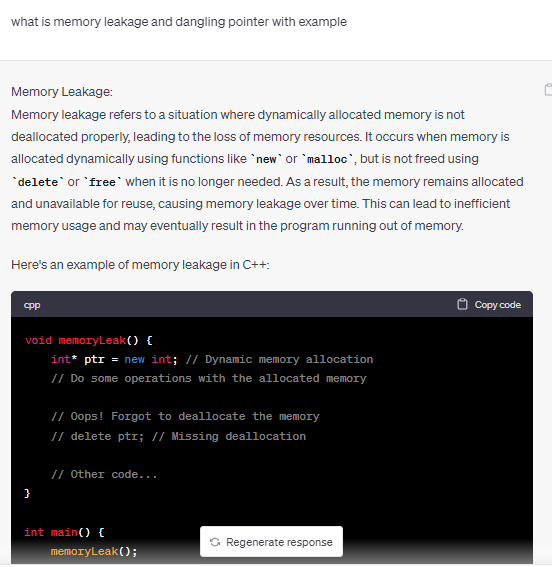 what is memory leakage and dangling pointer with example
Memory Leakage:
Memory leakage refers to a situation where dynamically allocated memory is not
deallocated properly, leading to the loss of memory resources. It occurs when memory is
allocated dynamically using functions like `new` or `malloc`, but is not freed using
`delete` or `free` when it is no longer needed. As a result, the memory remains allocated
and unavailable for reuse, causing memory leakage over time. This can lead to inefficient
memory usage and may eventually result in the program running out of memory.
Here's an example of memory leakage in C++:
cpp Copy code
void memoryLeak() {
    int* ptr = new int; // Dynamic memory allocation
    // Do some operations with the allocated memory
    // Oops! Forgot to deallocate the memory
    // delete ptr; // Missing deallocation
    // Other code...
}
int main() {
    memoryLeak();
Regenerate response